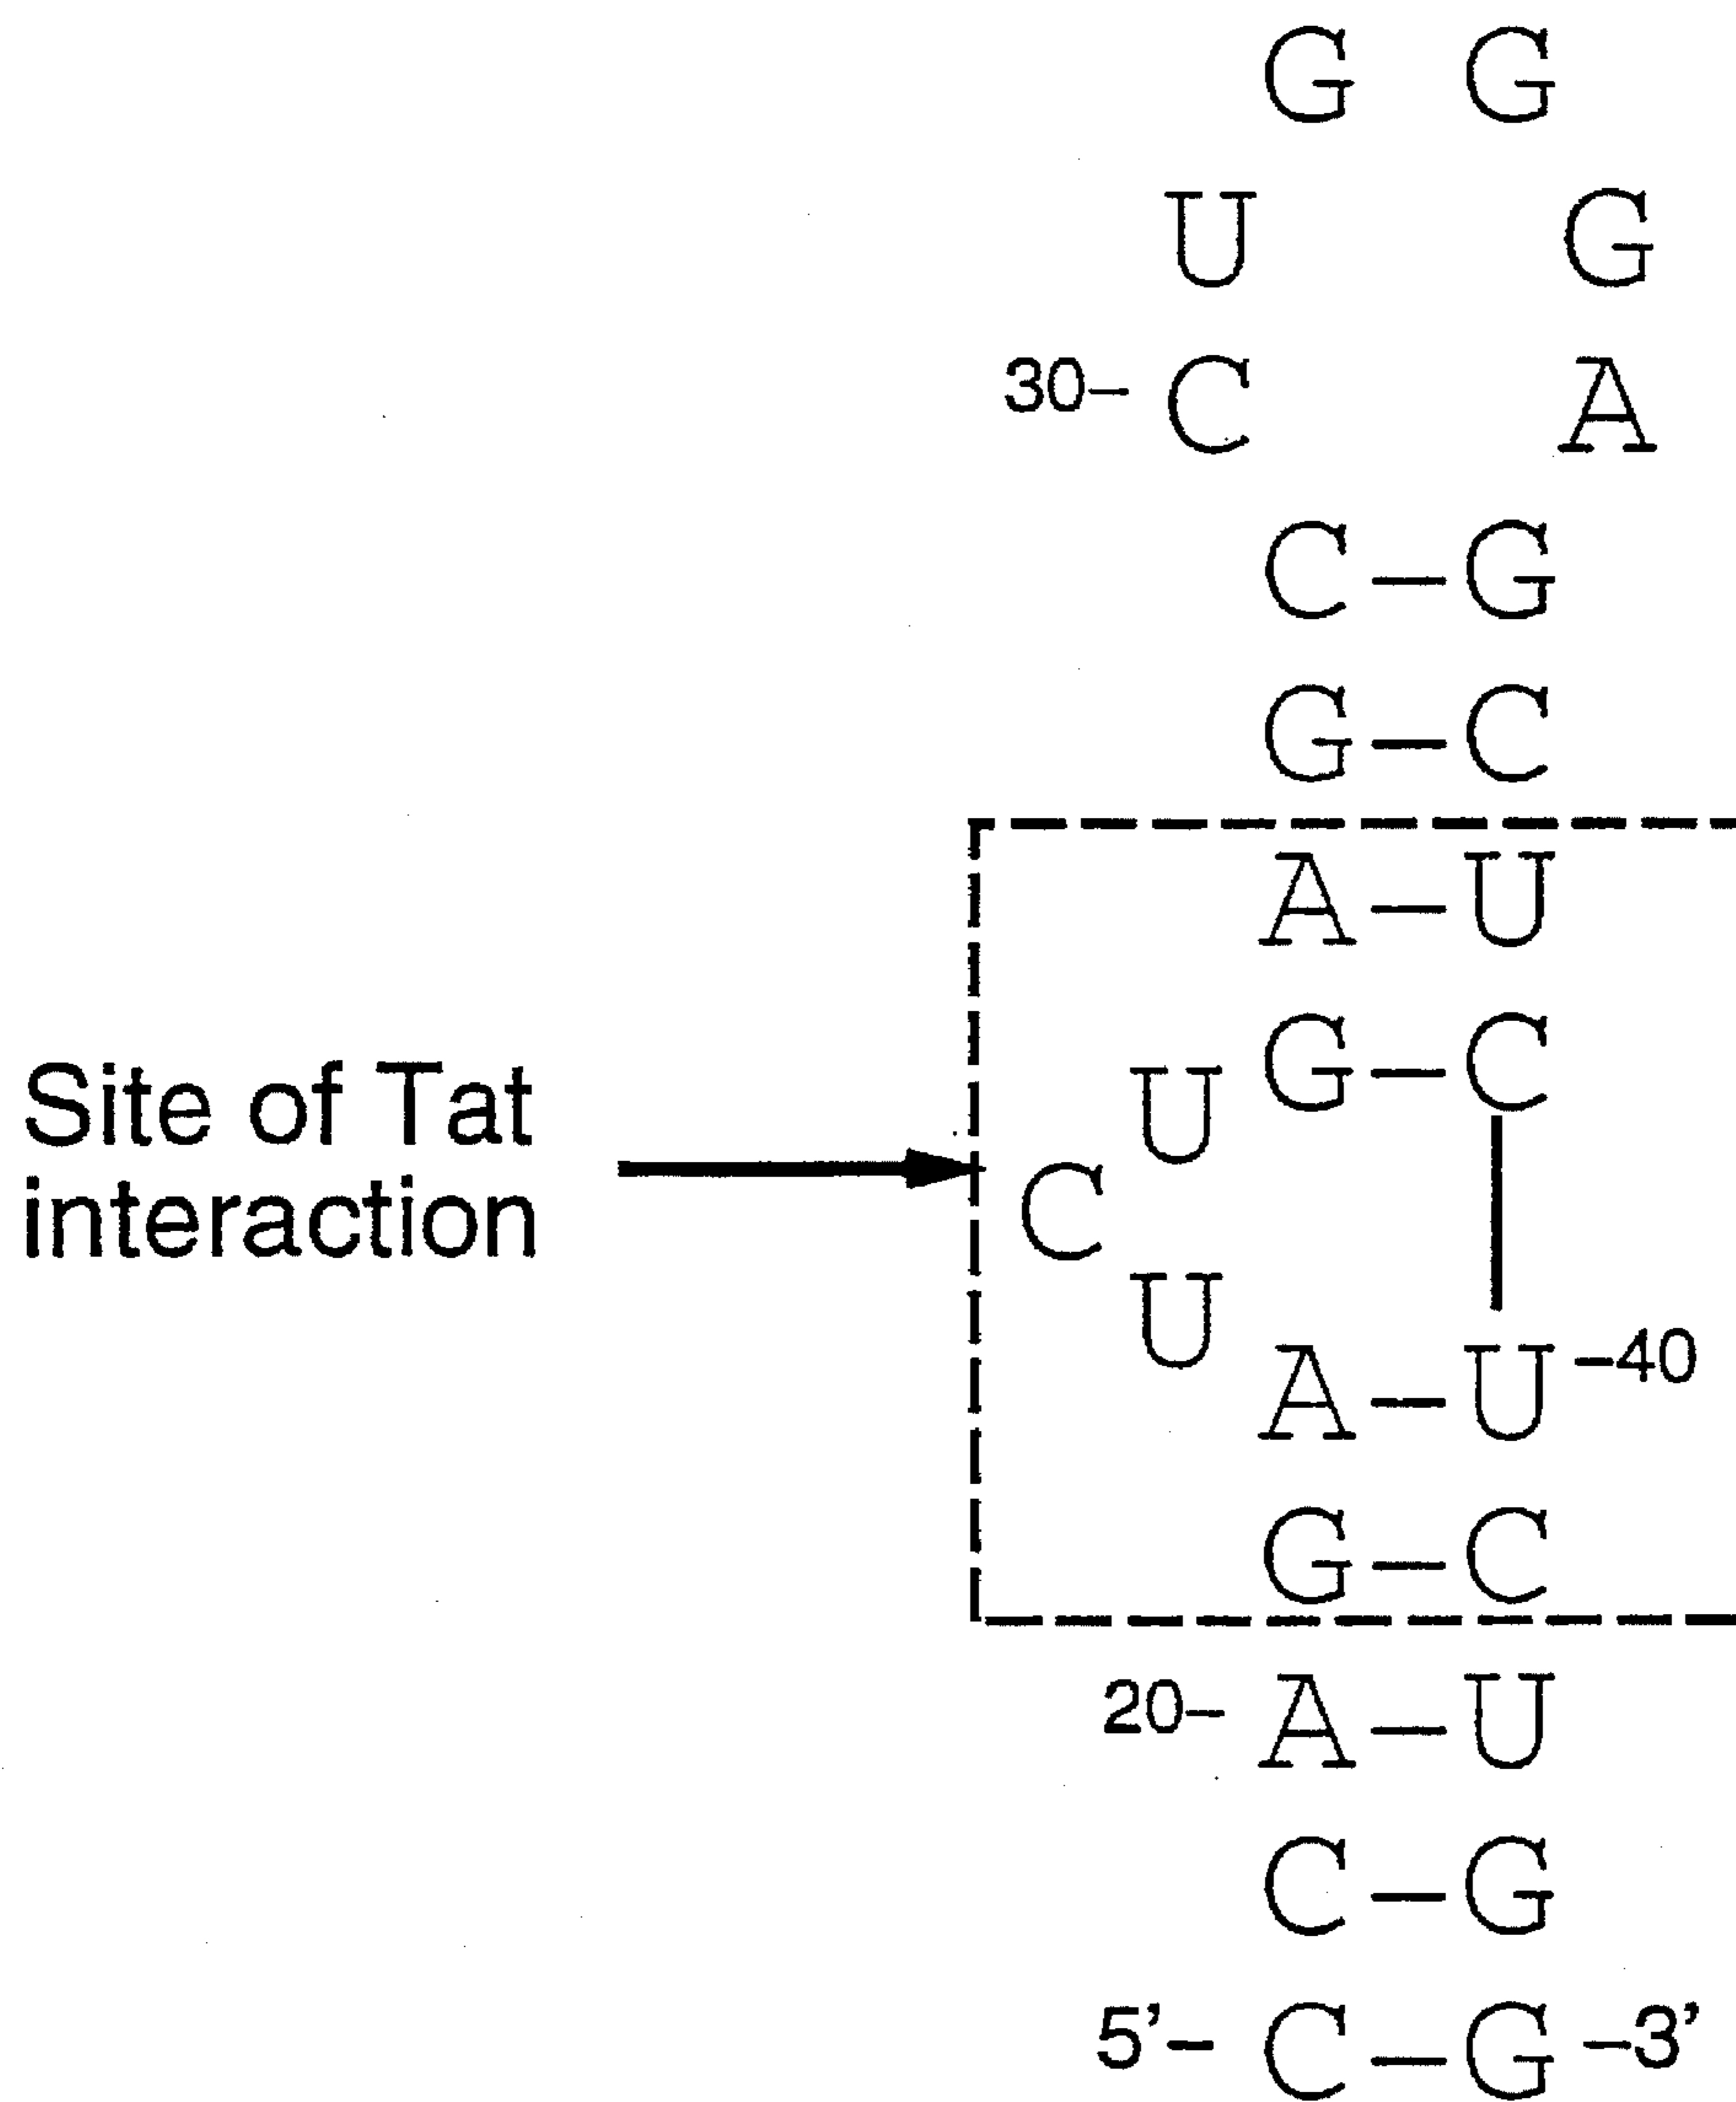 G G
U G
30– C A
C–G
G–C
A–U
G–C
U
Site of Tat
interaction
C
U
A–U –40
G–C
20– A–U
C–G
5’– C–G –3’